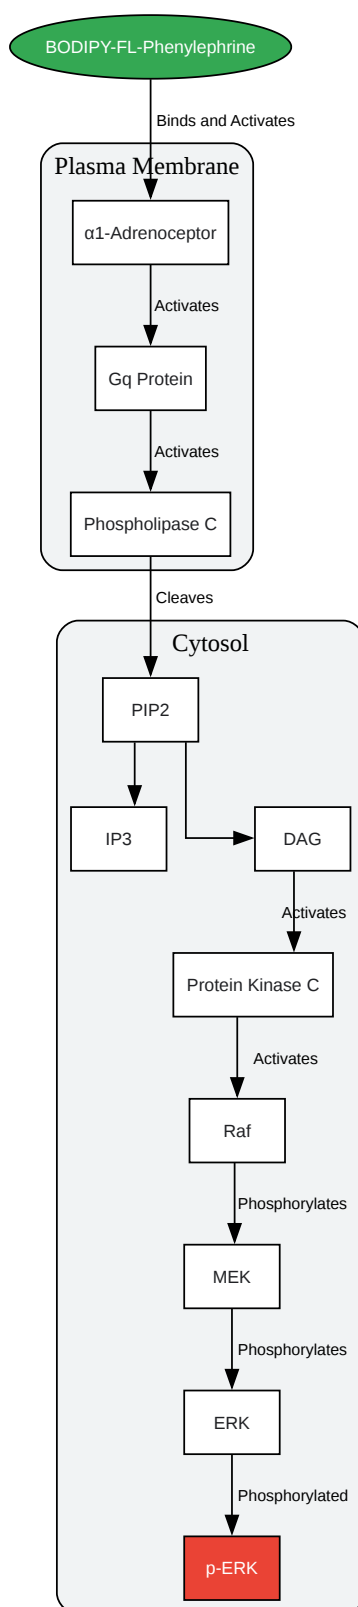 BODIPY-FL-Phenylephrine
Binds and Activates
Plasma Membrane
α1-Adrenoceptor
Activates
Gq Protein
Activates
Phospholipase C
Cleaves
Cytosol
PIP2
IP3
DAG
Activates
Protein Kinase C
Activates
Raf
Phosphorylates
MEK
Phosphorylates
ERK
Phosphorylated
p-ERK